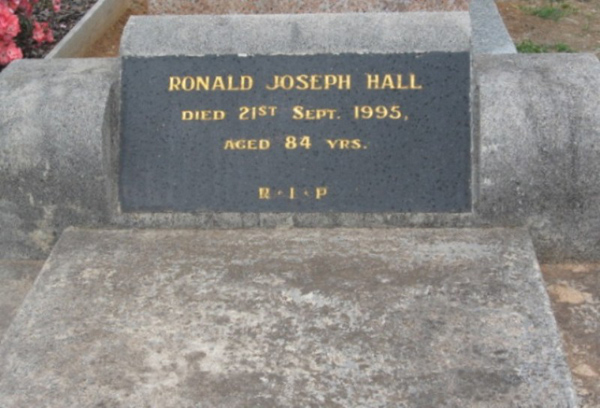 RONALD JOSEPH HALL
DIED 21ST SEPT. 1995,
AGED 84 YRS.
R·I·P